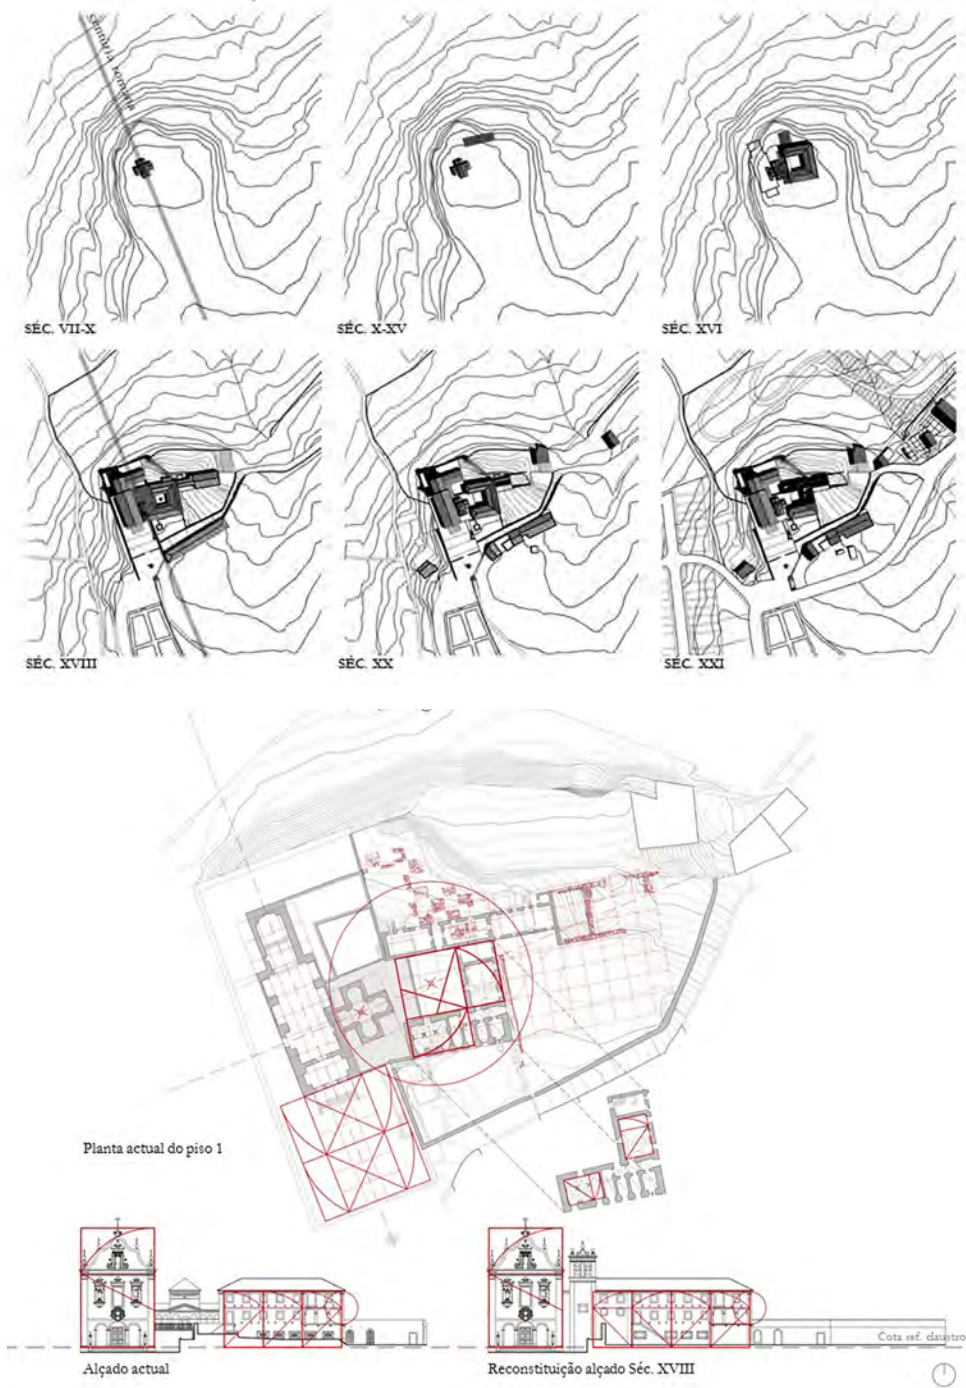 Centúria romana
SÉC. VII-X
SÉC. X-XV
SÉC. XVI
SÉC. XVIII
SÉC. XX
SÉC. XXI
Planta actual do piso 1
Cota ref. claustro
Alçado actual
Reconstituição alçado Séc. XVIII